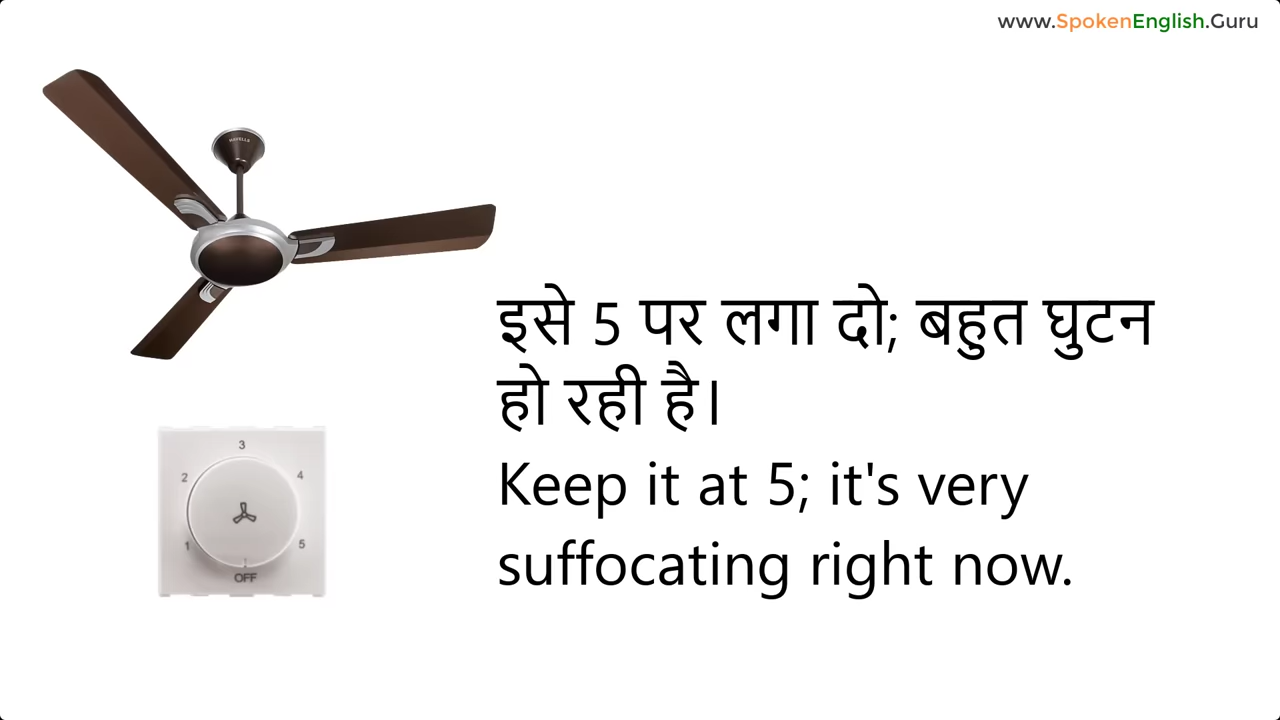 www.SpokenEnglish.Guru
HAVELLS
इसे 5 पर लगा दो; बहुत घुटन
हो रही है।
Keep it at 5; it's very
suffocating right now.
3
2 4
1 5
OFF